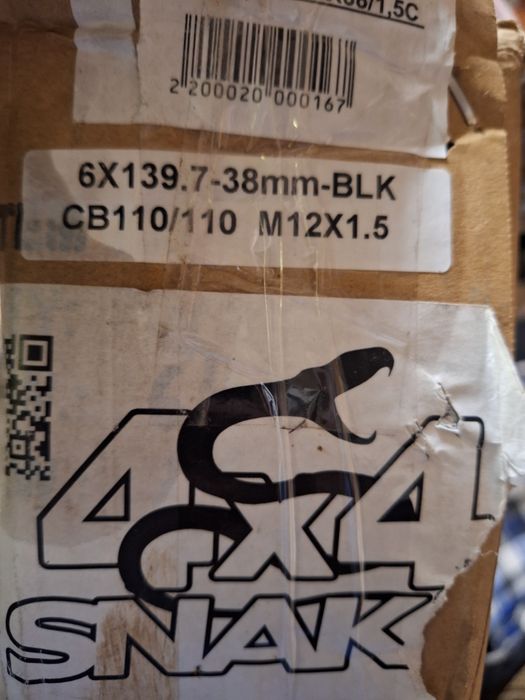 2 200020 000167
6X139.7-38mm-BLK
CB110/110 M12X1.5
4x4
SNAK